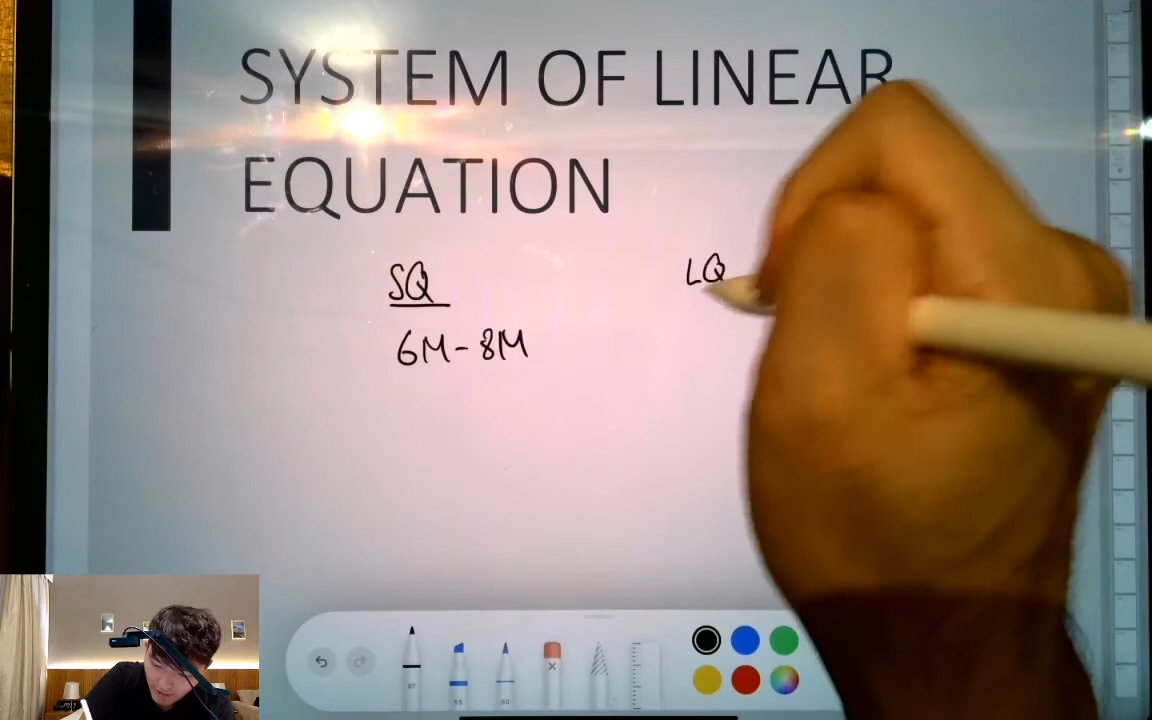 SYSTEM OF LINEAR
EQUATION
SQ
LQ
6M - 8M